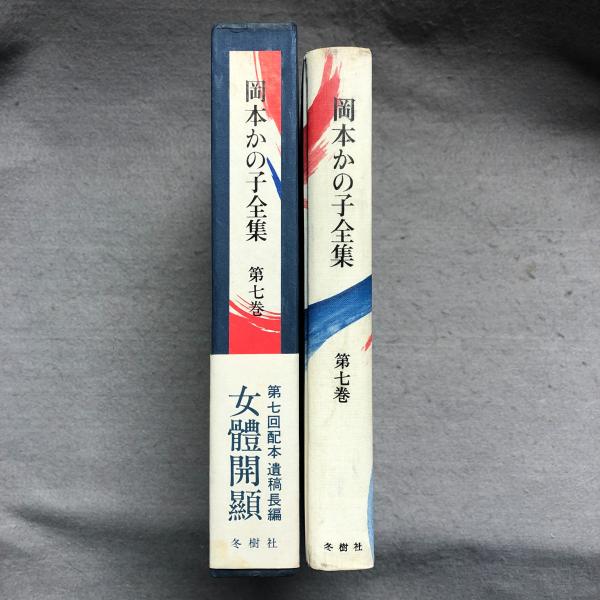 岡本かの子全集
第七巻
第七回配本 遺稿長編
女體開顯
冬樹社
岡本かの子全集
第七巻
冬樹社